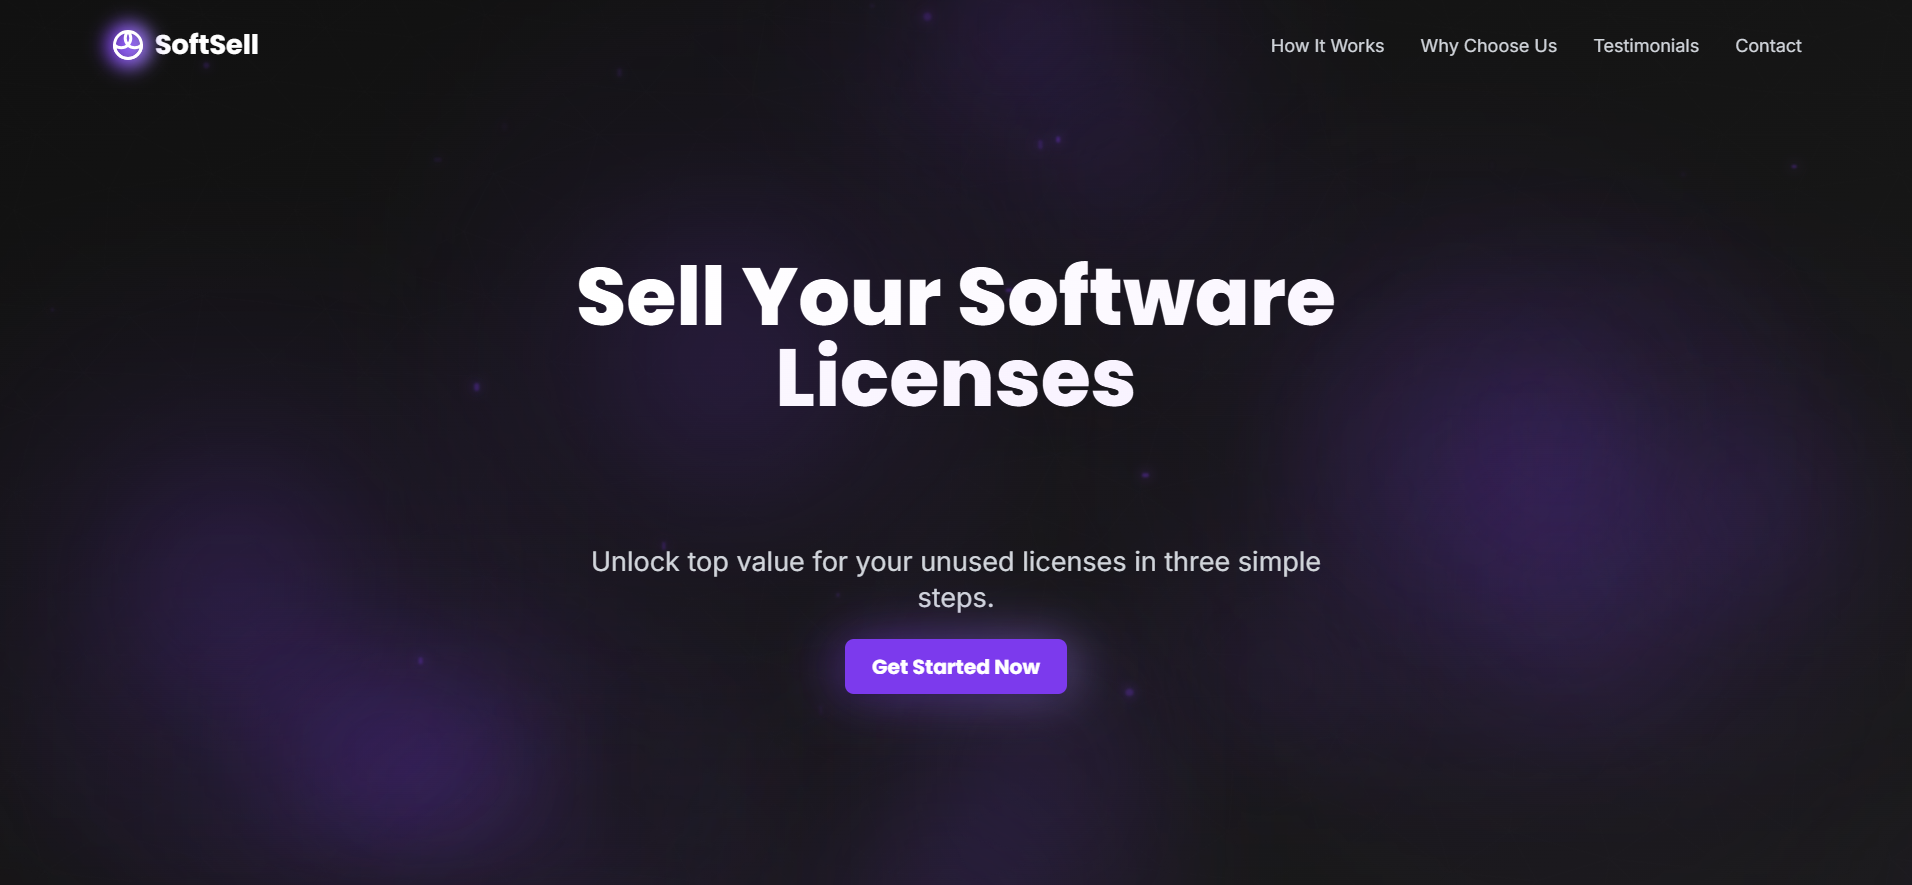 SoftSell
How It Works
Why Choose Us
Testimonials
Contact
Sell Your Software
Licenses
Unlock top value for your unused licenses in three simple
steps.
Get Started Now